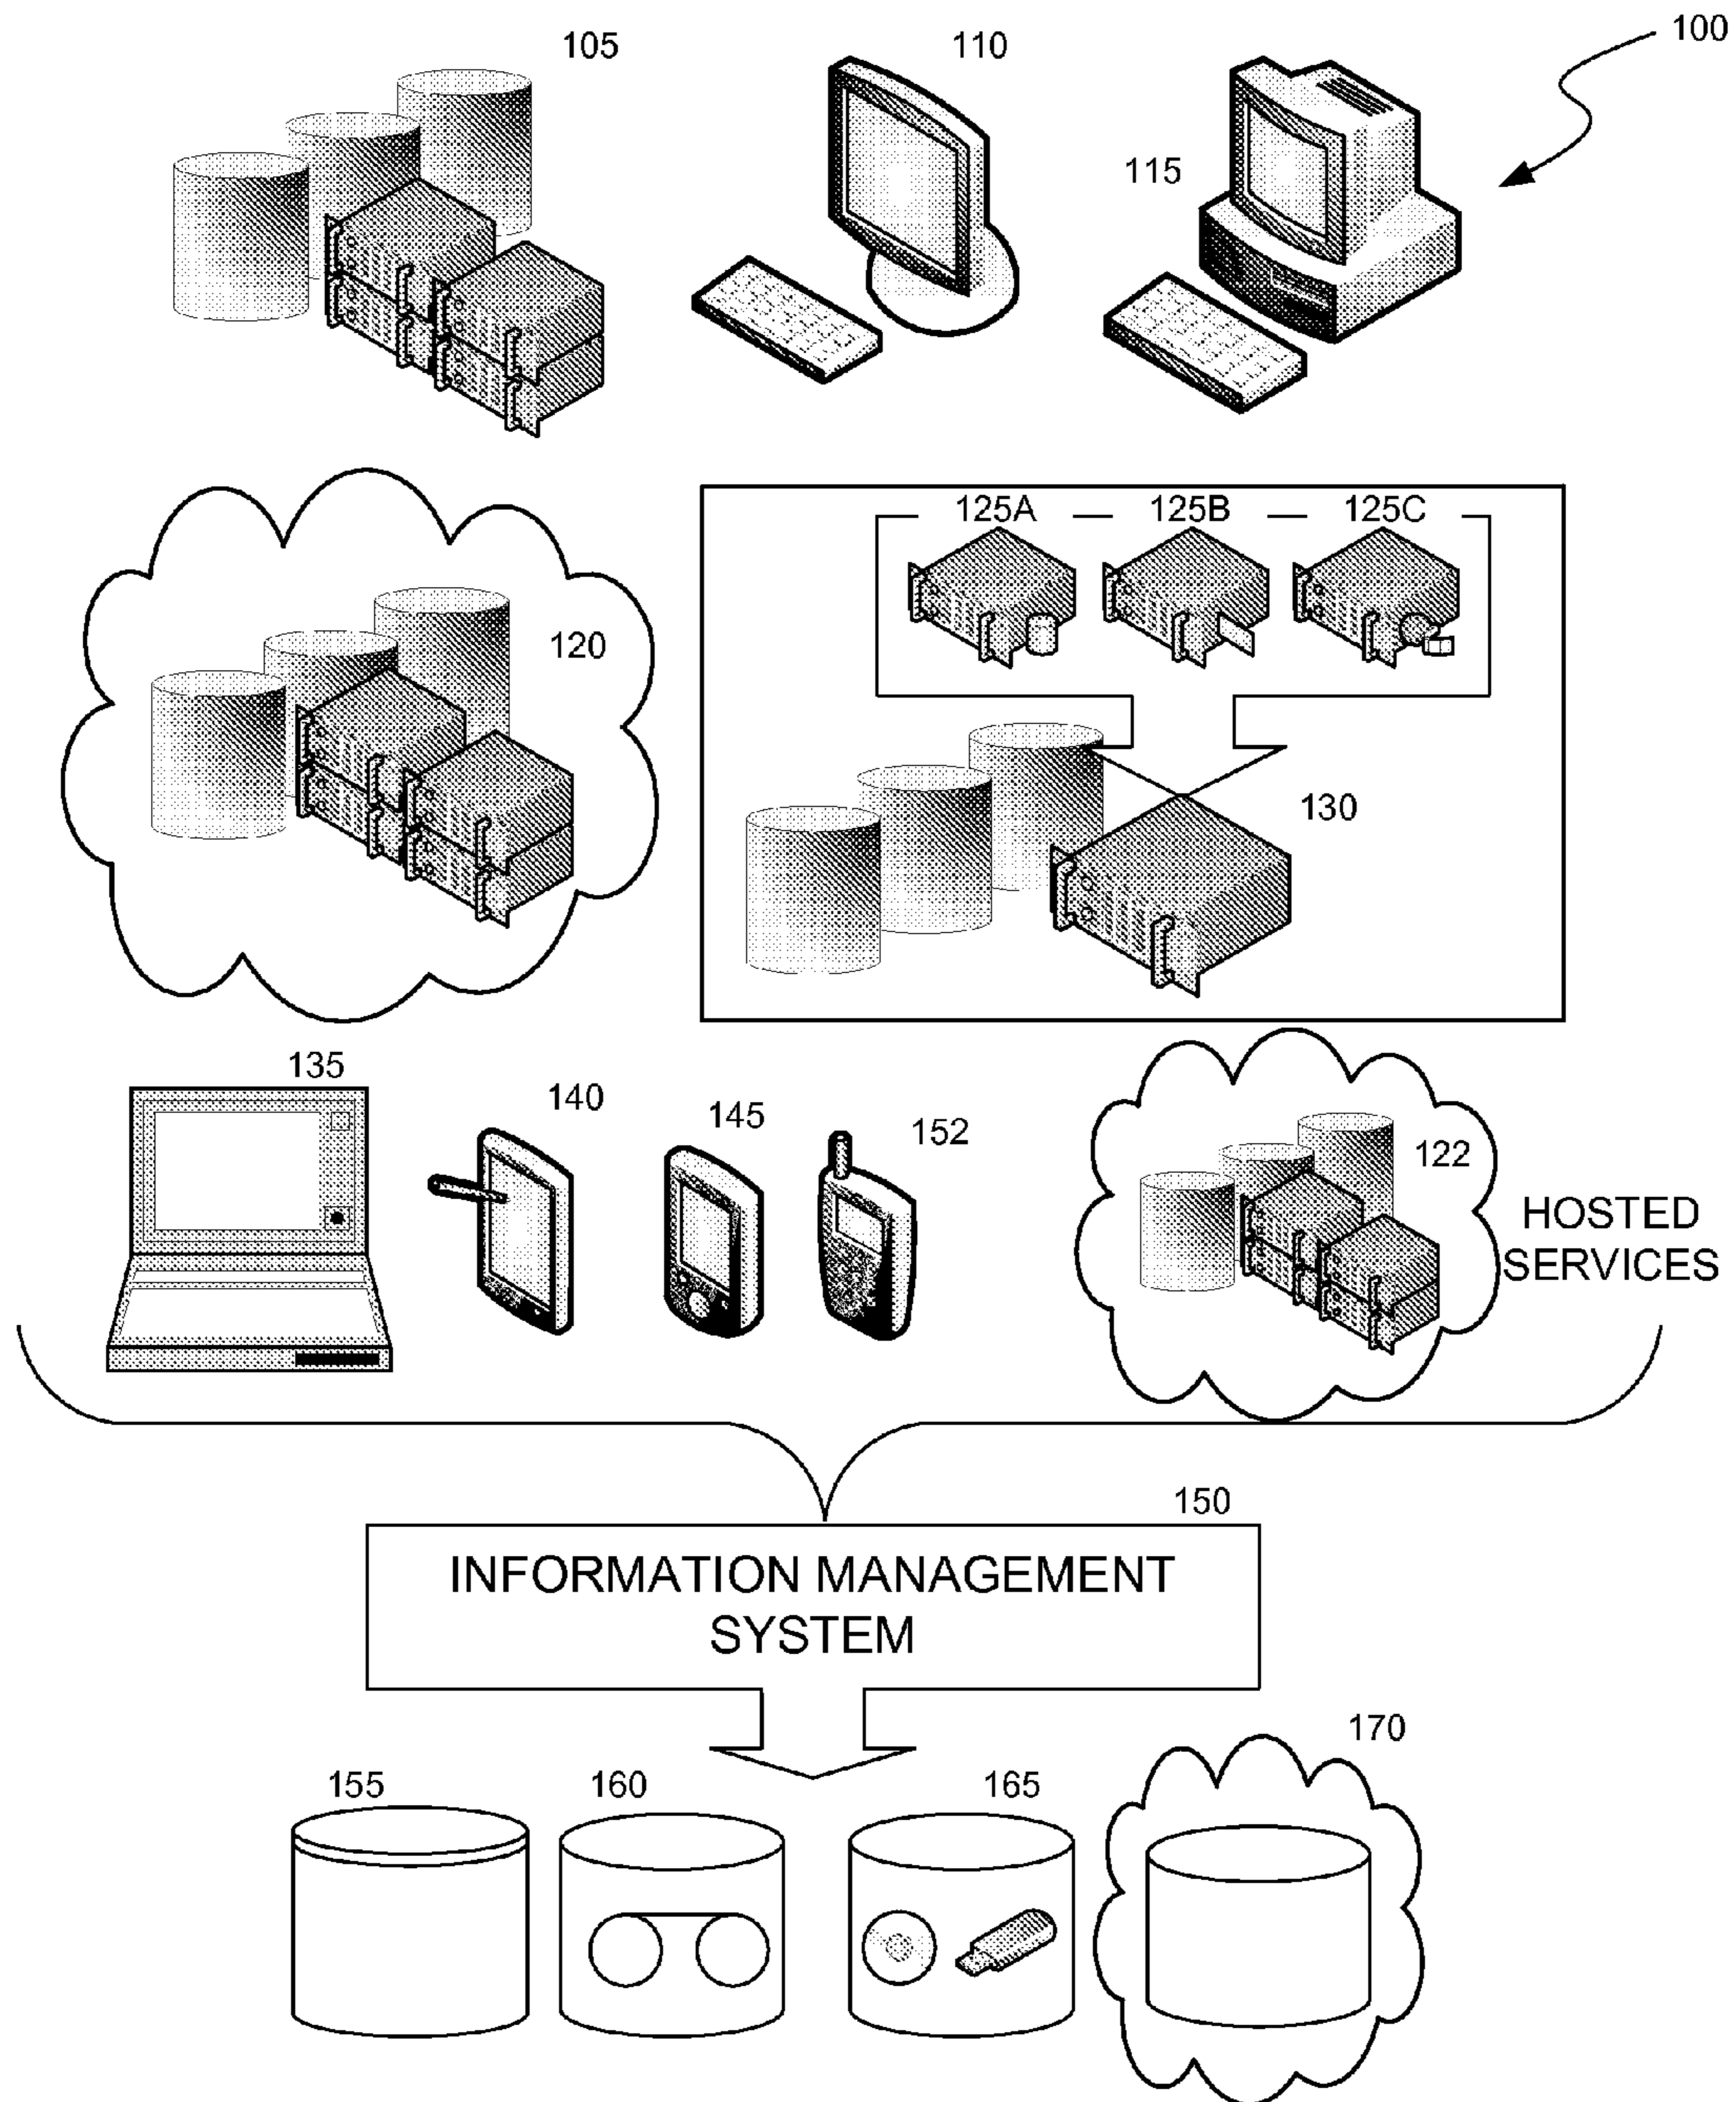 105
110
100
115
125A
125B
125C
120
130
135
140
145
152
122
HOSTED
SERVICES
150
INFORMATION MANAGEMENT
SYSTEM
170
155
160
165